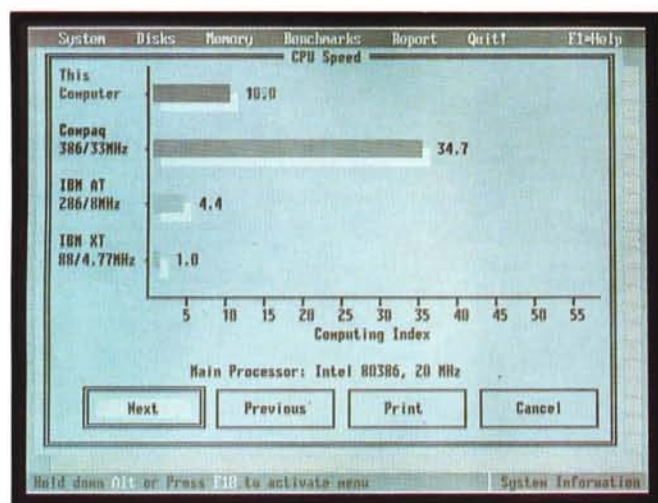 System Disks Memory Benchmarks Report Quit! F1=Help
CPU Speed
This
Computer
10.0
Compaq
386/33MHz
34.7
IBM AT
286/8MHz
4.4
IBM XT
88/4.77MHz
1.0
5 10 15 20 25 30 35 40 45 50 55
Computing Index
Main Processor: Intel 80386, 20 MHz
Next Previous Print Cancel
Hold down Alt or Press F10 to activate menu System Information